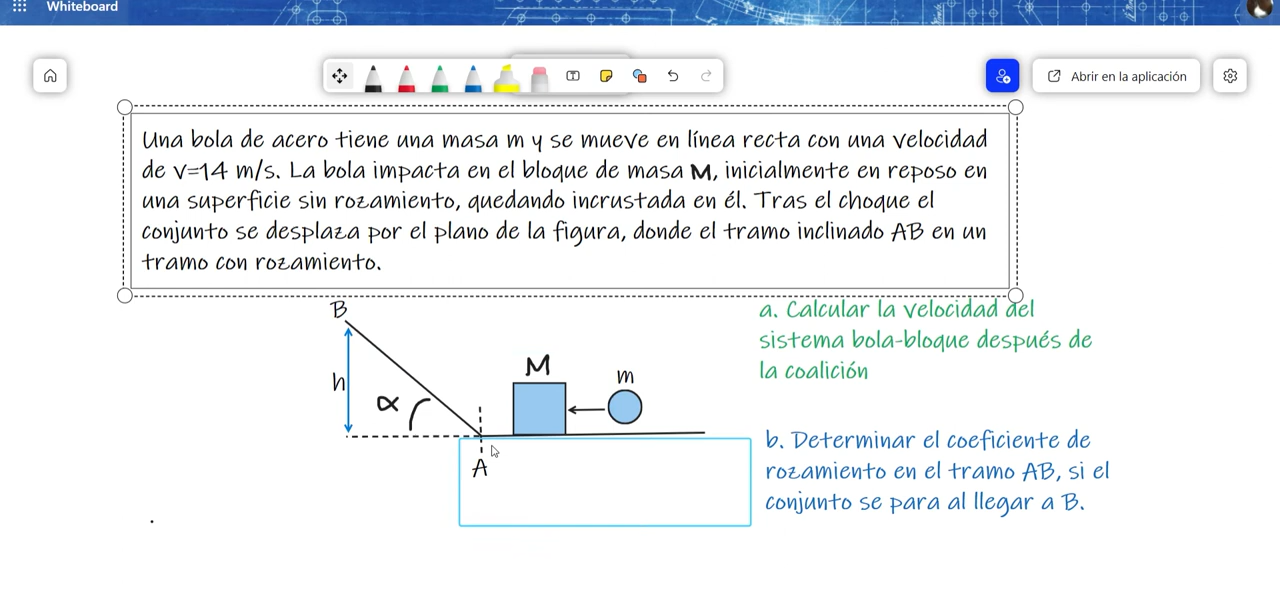 Whiteboard
Abrir en la aplicación
Una bola de acero tiene una masa m y se mueve en línea recta con una velocidad
de v=14 m/s. La bola impacta en el bloque de masa M, inicialmente en reposo en
una superficie sin rozamiento, quedando incrustada en él. Tras el choque el
conjunto se desplaza por el plano de la figura, donde el tramo inclinado AB en un
tramo con rozamiento.
B
h
α
A
M
m
a. Calcular la velocidad del
sistema bola-bloque después de
la coalición
b. Determinar el coeficiente de
rozamiento en el tramo AB, si el
conjunto se para al llegar a B.